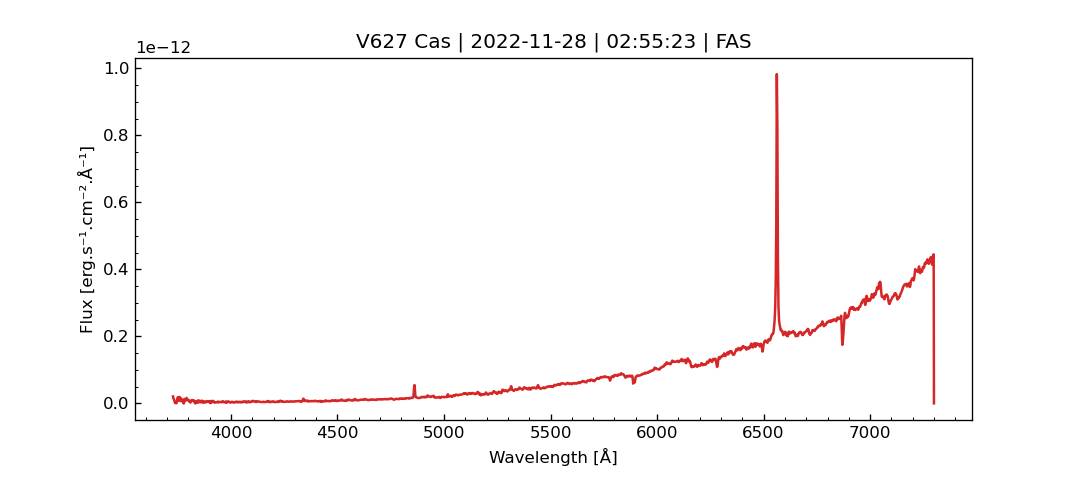 V627 Cas | 2022-11-28 | 02:55:23 | FAS
1e−12
1.0
0.8
0.6
0.4
0.2
0.0
Flux [erg.s⁻¹.cm⁻².Å⁻¹]
4000 4500 5000 5500 6000 6500 7000
Wavelength [Å]